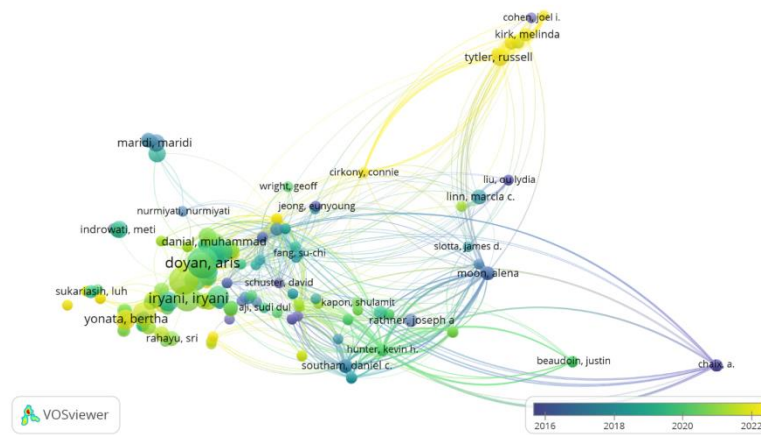 cohen, joel i.
kirk, melinda
tytler, russell
maridi, maridi
cirkony, connie
liu, ou lydia
wright, geoff
linn, marcia c.
jeong, eunyoung
nurmiyati, nurmiyati
indrowati, meti
danial, muhammad
siotta, james d.
fang, su-chi
doyan, aris
moon, alena
schuster, david
sukariasih, luh
iryani, iryani
kapon, shulamit
aji, sudi dul
yonata, bertha
rathner, joseph a
rahayu, sri
hunter, kevin h.
beaudoin, justin
southam, daniel c.
chaix, a.
VOSviewer
2016 2018 2020 2022